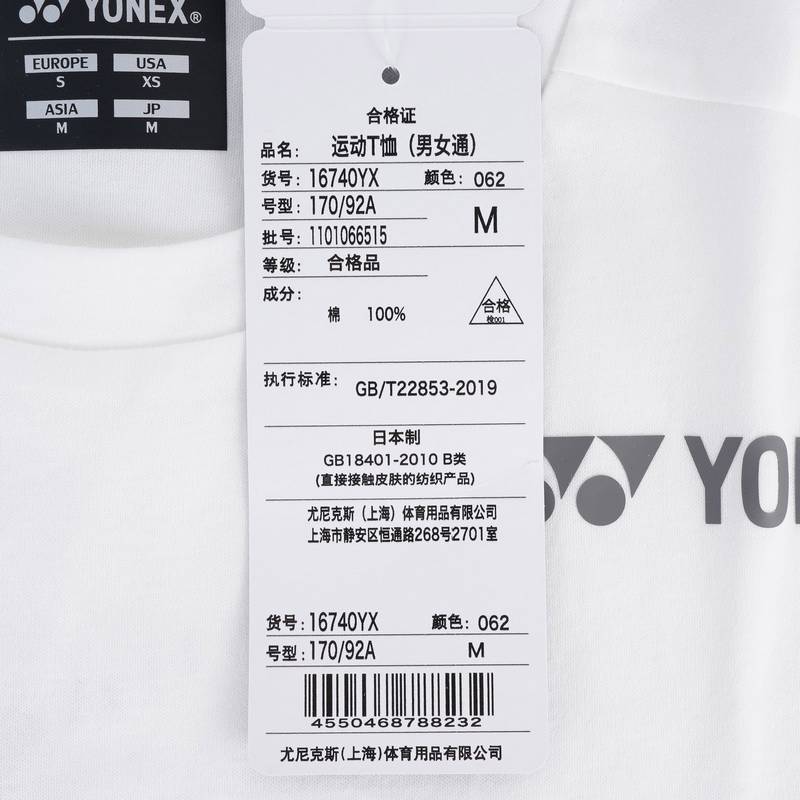 YONEX®
EUROPE USA
S XS
ASIA JP
M M
合格证
品名: 运动T恤（男女通）
货号: 16740YX 颜色: 062
号型: 170/92A M
批号: 1101066515
等级: 合格品
成分:
棉 100%
合格
检001
执行标准: GB/T22853-2019
日本制
GB18401-2010 B类
(直接接触皮肤的纺织产品)
尤尼克斯（上海）体育用品有限公司
上海市静安区恒通路268号2701室
YO
货号: 16740YX 颜色: 062
号型: 170/92A M
4550468788232
尤尼克斯(上海)体育用品有限公司